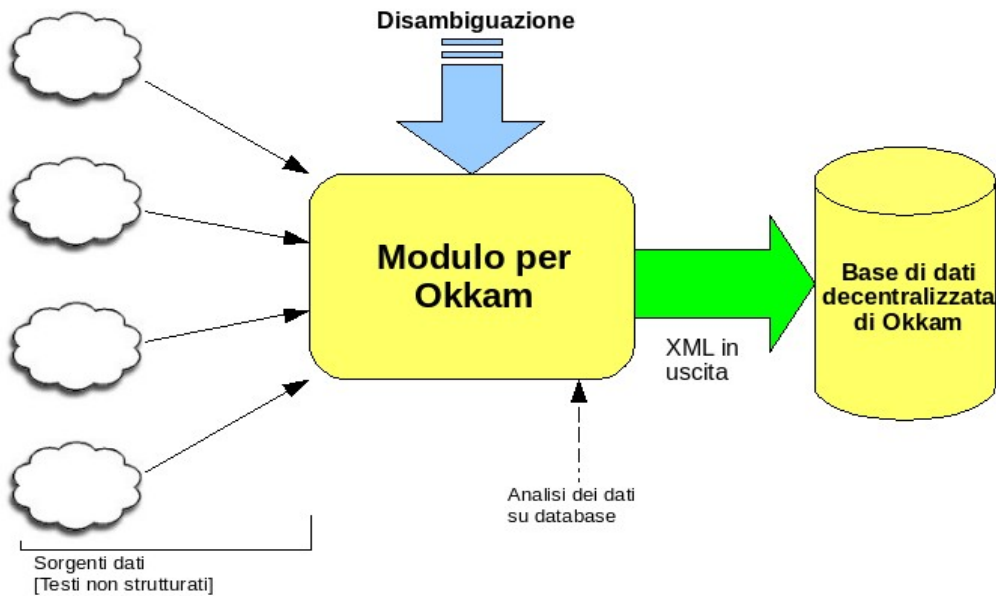 Disambiguazione
Modulo per
Okkam
Base di dati
decentralizzata
di Okkam
XML in
uscita
Analisi dei dati
su database
Sorgenti dati
[Testi non strutturati]